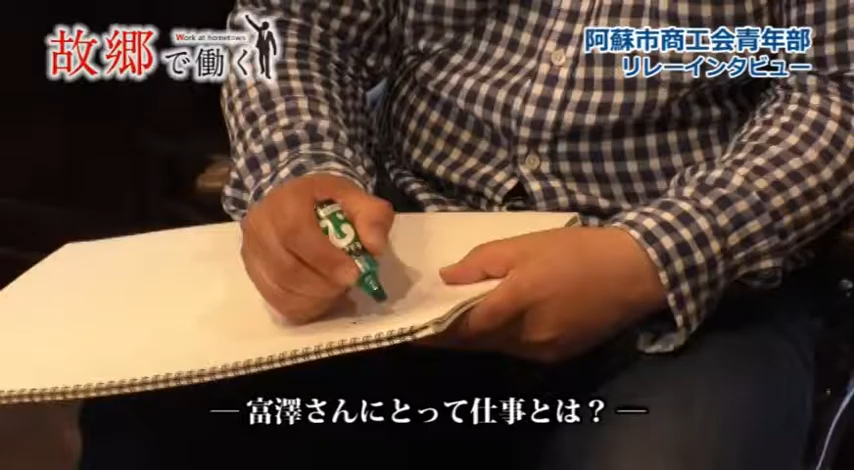 故郷で働く
Work at hometown
阿蘇市商工会青年部
リレーインタビュー
― 富澤さんにとって仕事とは？ ―